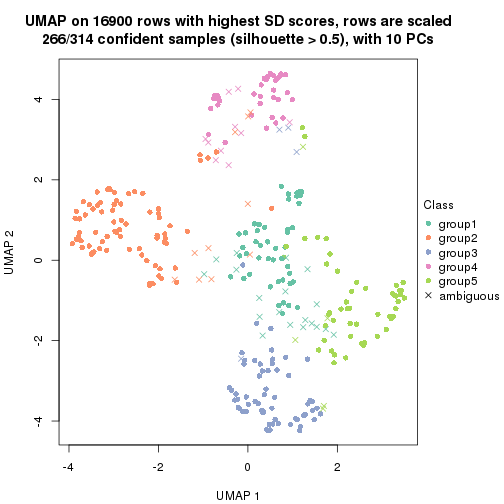 UMAP on 16900 rows with highest SD scores, rows are scaled
266/314 confident samples (silhouette > 0.5), with 10 PCs
4
2
0
-2
-4
UMAP 2
-4
-2
0
2
UMAP 1
Class
group1
group2
group3
group4
group5
ambiguous